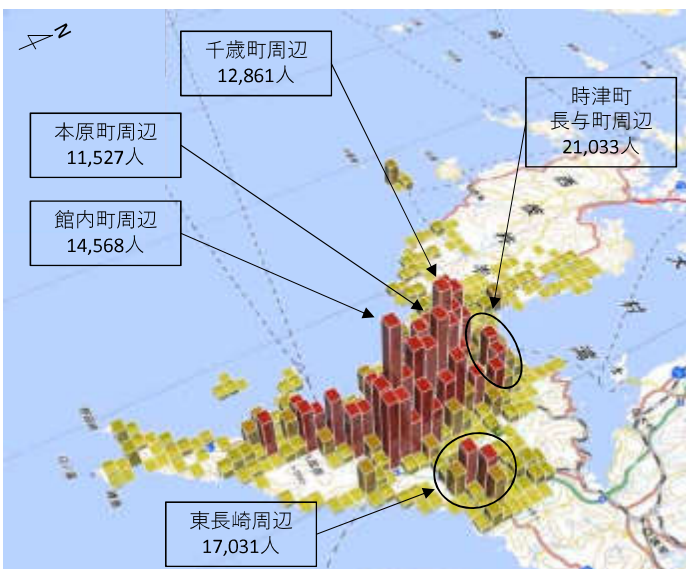 N
千歳町周辺
12,861人
時津町
長与町周辺
21,033人
本原町周辺
11,527人
館内町周辺
14,568人
東長崎周辺
17,031人